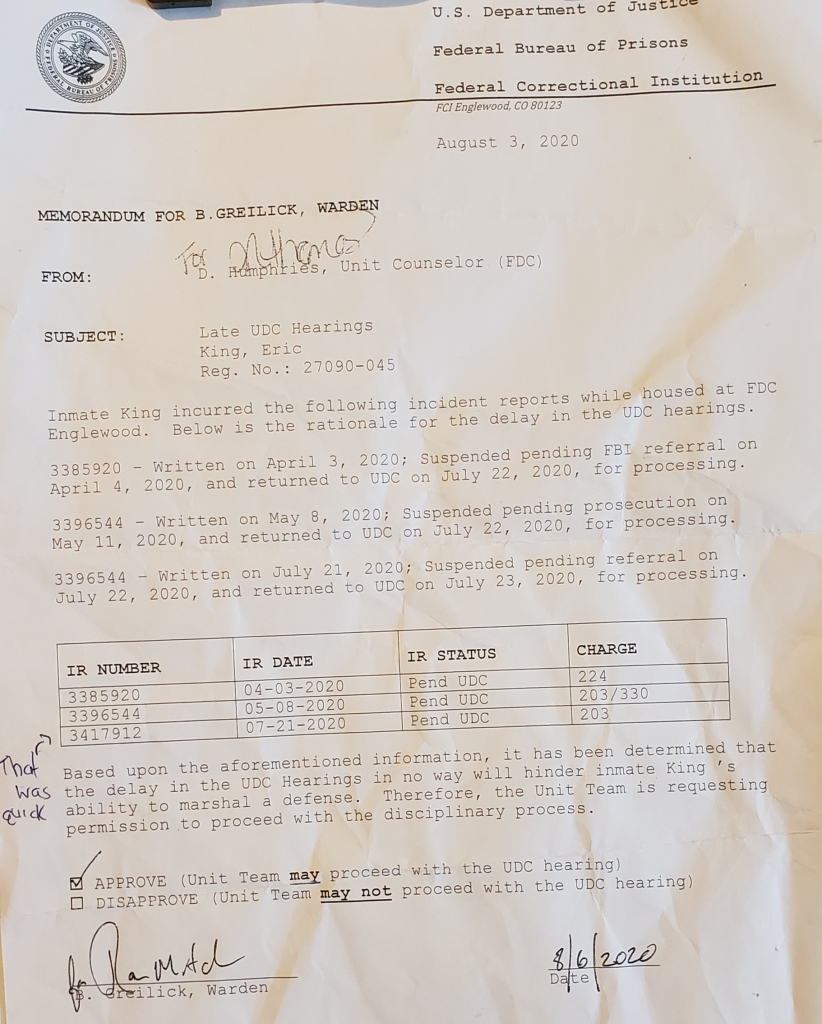 U.S. Department of Justice
Federal Bureau of Prisons
DEPARTMENT OF JUSTICE
FEDERAL BUREAU OF PRISONS
Federal Correctional Institution
FCI Englewood, CO 80123
August 3, 2020
MEMORANDUM FOR B.GREILICK, WARDEN
For
FROM: D. Humphries, Unit Counselor (FDC)
SUBJECT: Late UDC Hearings
King, Eric
Reg. No.: 27090-045
Inmate King incurred the following incident reports while housed at FDC
Englewood. Below is the rationale for the delay in the UDC hearings.
3385920 – Written on April 3, 2020; Suspended pending FBI referral on
April 4, 2020, and returned to UDC on July 22, 2020, for processing.
3396544 – Written on May 8, 2020; Suspended pending prosecution on
May 11, 2020, and returned to UDC on July 22, 2020, for processing.
3396544 – Written on July 21, 2020; Suspended pending referral on
July 22, 2020, and returned to UDC on July 23, 2020, for processing.
IR NUMBER IR DATE IR STATUS CHARGE
3385920 04-03-2020 Pend UDC 224
3396544 05-08-2020 Pend UDC 203/330
3417912 07-21-2020 Pend UDC 203
That
was
quick
Based upon the aforementioned information, it has been determined that
the delay in the UDC Hearings in no way will hinder inmate King 's
ability to marshal a defense. Therefore, the Unit Team is requesting
permission to proceed with the disciplinary process.
☑ APPROVE (Unit Team may proceed with the UDC hearing)
☐ DISAPPROVE (Unit Team may not proceed with the UDC hearing)
8/6/2020
B. Greilick, Warden Date